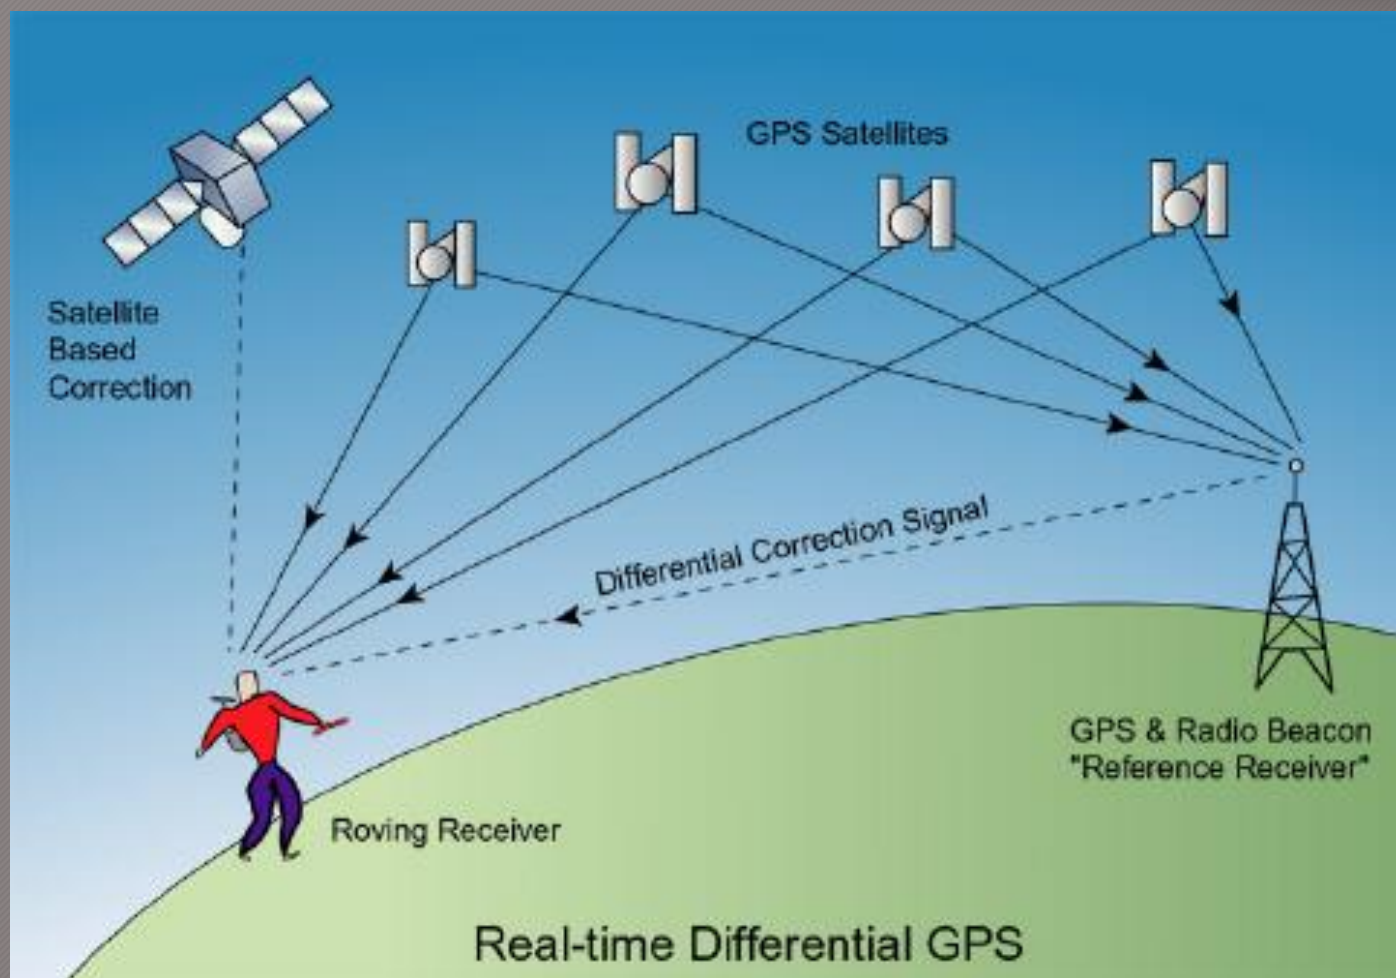 GPS Satellites
Satellite
Based
Correction
Differential Correction Signal
GPS & Radio Beacon
"Reference Receiver"
Roving Receiver
Real-time Differential GPS